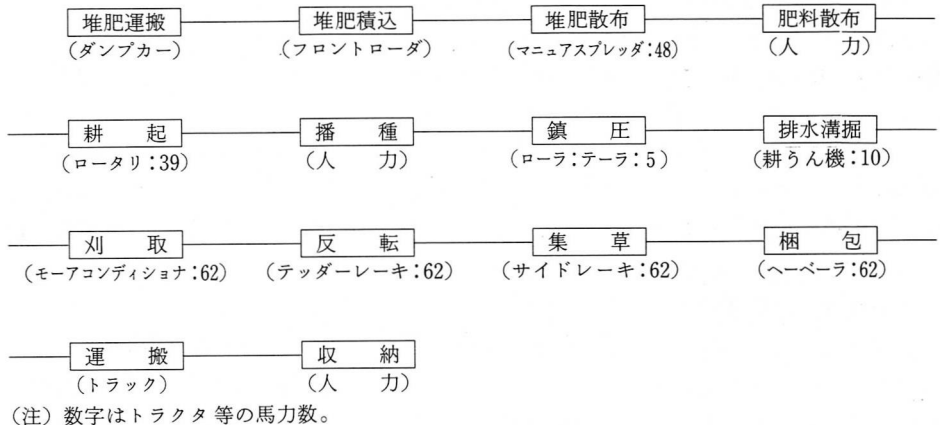 堆肥運搬 堆肥積込 堆肥散布 肥料散布
(ダンプカー) (フロントローダ) (マニュアスプレッダ:48) (人 力)
耕 起 播 種 鎮 圧 排水溝掘
(ロータリ:39) (人 力) (ローラ:テーラ:5) (耕うん機:10)
刈 取 反 転 集 草 梱 包
(モーアコンディショナ:62) (テッダーレーキ:62) (サイドレーキ:62) (ヘーベーラ:62)
運 搬 収 納
(トラック) (人 力)
(注) 数字はトラクタ等の馬力数。